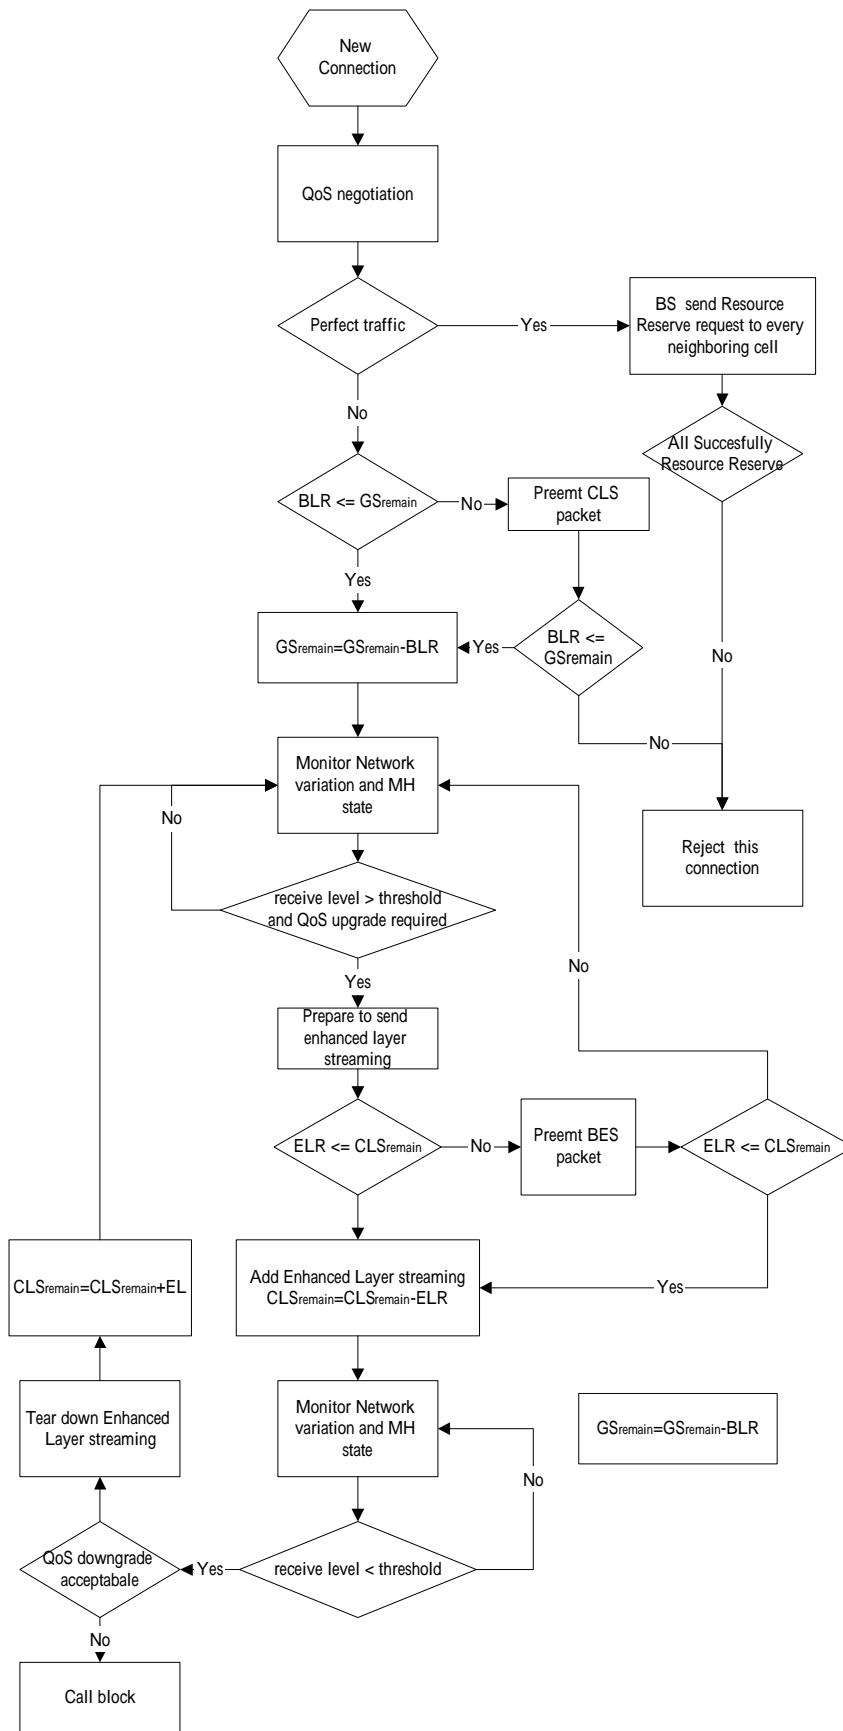 New
Connection
QoS negotiation
Perfect traffic
Yes
BS send Resource
Reserve request to every
neighboring cell
No
All Succesfully
Resource Reserve
BLR <= GSremain
No
Preemt CLS
packet
Yes
GSremain=GSremain-BLR
Yes
BLR <=
GSremain
No
No
Monitor Network
variation and MH
state
No
Reject this
connection
receive level > threshold
and QoS upgrade required
No
Yes
Prepare to send
enhanced layer
streaming
ELR <= CLSremain
No
Preemt BES
packet
ELR <= CLSremain
Yes
Add Enhanced Layer streaming
CLSremain=CLSremain-ELR
CLSremain=CLSremain+EL
Tear down Enhanced
Layer streaming
Monitor Network
variation and MH
state
GSremain=GSremain-BLR
No
QoS downgrade
acceptabale
Yes
receive level < threshold
No
Call block